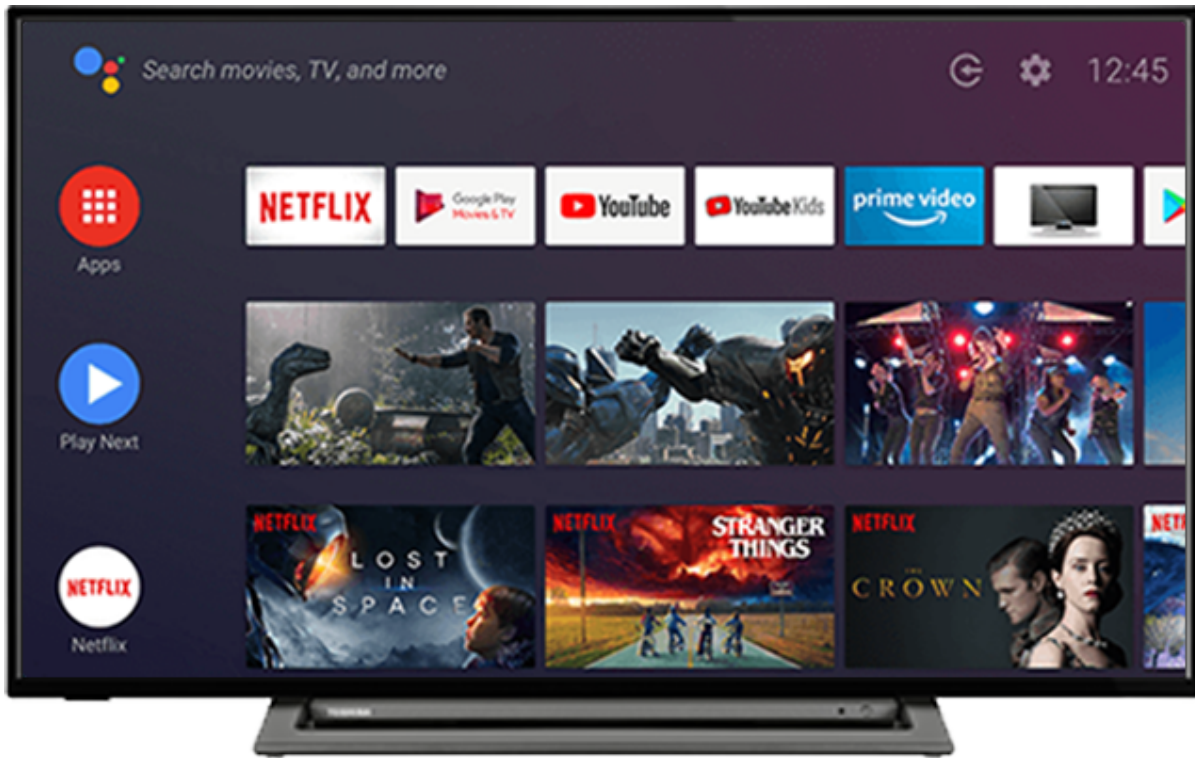 Search movies, TV, and more
12:45
NETFLIX
Google Play
Movies & TV
YouTube
YouTube Kids
prime video
Apps
Play Next
NETFLIX
LOST
IN
SPACE
NETFLIX
STRANGER
THINGS
NETFLIX
THE
CROWN
NETFLIX
Netflix
TOSHIBA